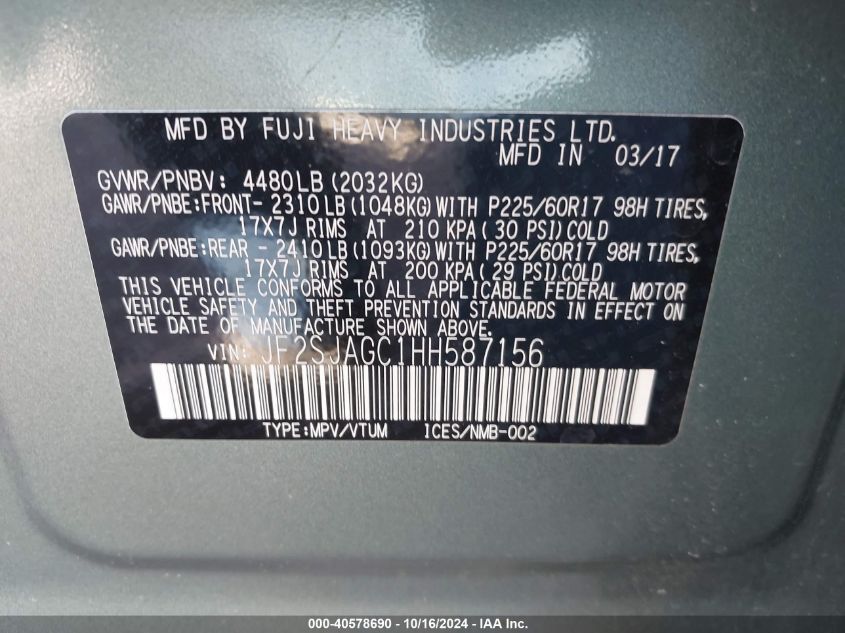 MFD BY FUJI HEAVY INDUSTRIES LTD.
MFD IN 03/17
GVWR/PNBV: 4480LB (2032KG)
GAWR/PNBE:FRONT- 2310LB(1048KG)WITH P225/60R17 98H TIRES,
17X7J RIMS AT 210 KPA( 30 PSI)COLD
GAWR/PNBE:REAR - 2410LB(1093KG)WITH P225/60R17 98H TIRES,
17X7J RIMS AT 200 KPA( 29 PSI)COLD
THIS VEHICLE CONFORMS TO ALL APPLICABLE FEDERAL MOTOR
VEHICLE SAFETY AND THEFT PREVENTION STANDARDS IN EFFECT ON
THE DATE OF MANUFACTURE SHOWN ABOVE.
VIN: JF2SJAGC1HH587156
TYPE:MPV/VTUM ICES/NMB-002
000-40578690 - 10/16/2024 - IAA Inc.